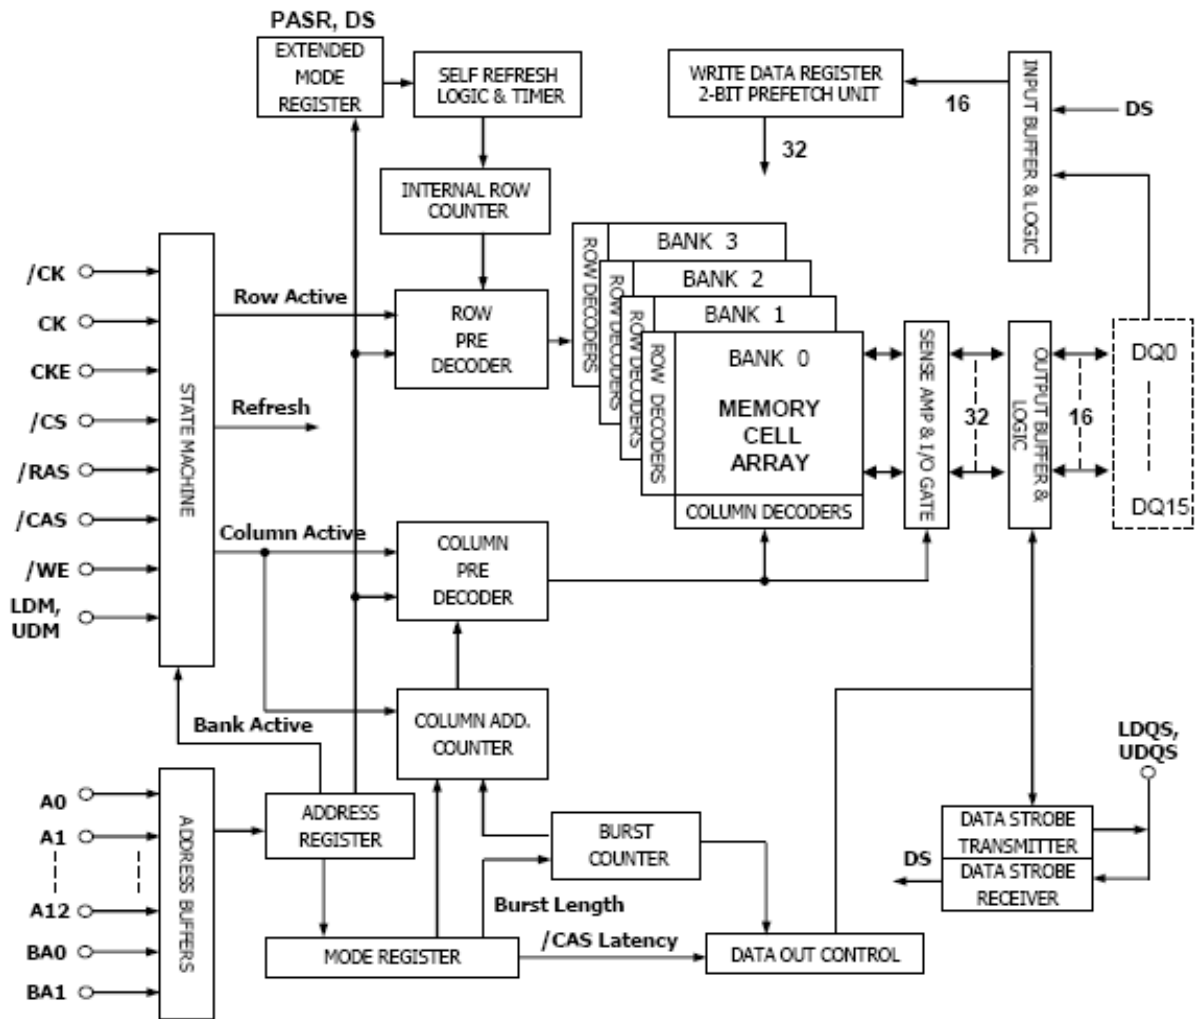 PASR, DS
EXTENDED
MODE
REGISTER
SELF REFRESH
LOGIC & TIMER
WRITE DATA REGISTER
2-BIT PREFETCH UNIT
16
INPUT BUFFER & LOGIC
DS
32
INTERNAL ROW
COUNTER
/CK
CK
CKE
/CS
/RAS
/CAS
/WE
LDM,
UDM
STATE MACHINE
Row Active
Refresh
Column Active
Bank Active
ROW
PRE
DECODER
ROW DECODERS
BANK 3
ROW DECODERS
BANK 2
ROW DECODERS
BANK 1
ROW DECODERS
BANK 0
MEMORY
CELL
ARRAY
COLUMN DECODERS
SENSE AMP & I/O GATE
32
OUTPUT BUFFER &
LOGIC
16
DQ0
DQ15
COLUMN
PRE
DECODER
COLUMN ADD.
COUNTER
A0
A1
A12
BA0
BA1
ADDRESS BUFFERS
ADDRESS
REGISTER
BURST
COUNTER
Burst Length
MODE REGISTER
/CAS Latency
DATA OUT CONTROL
LDQS,
UDQS
DATA STROBE
TRANSMITTER
DS
DATA STROBE
RECEIVER